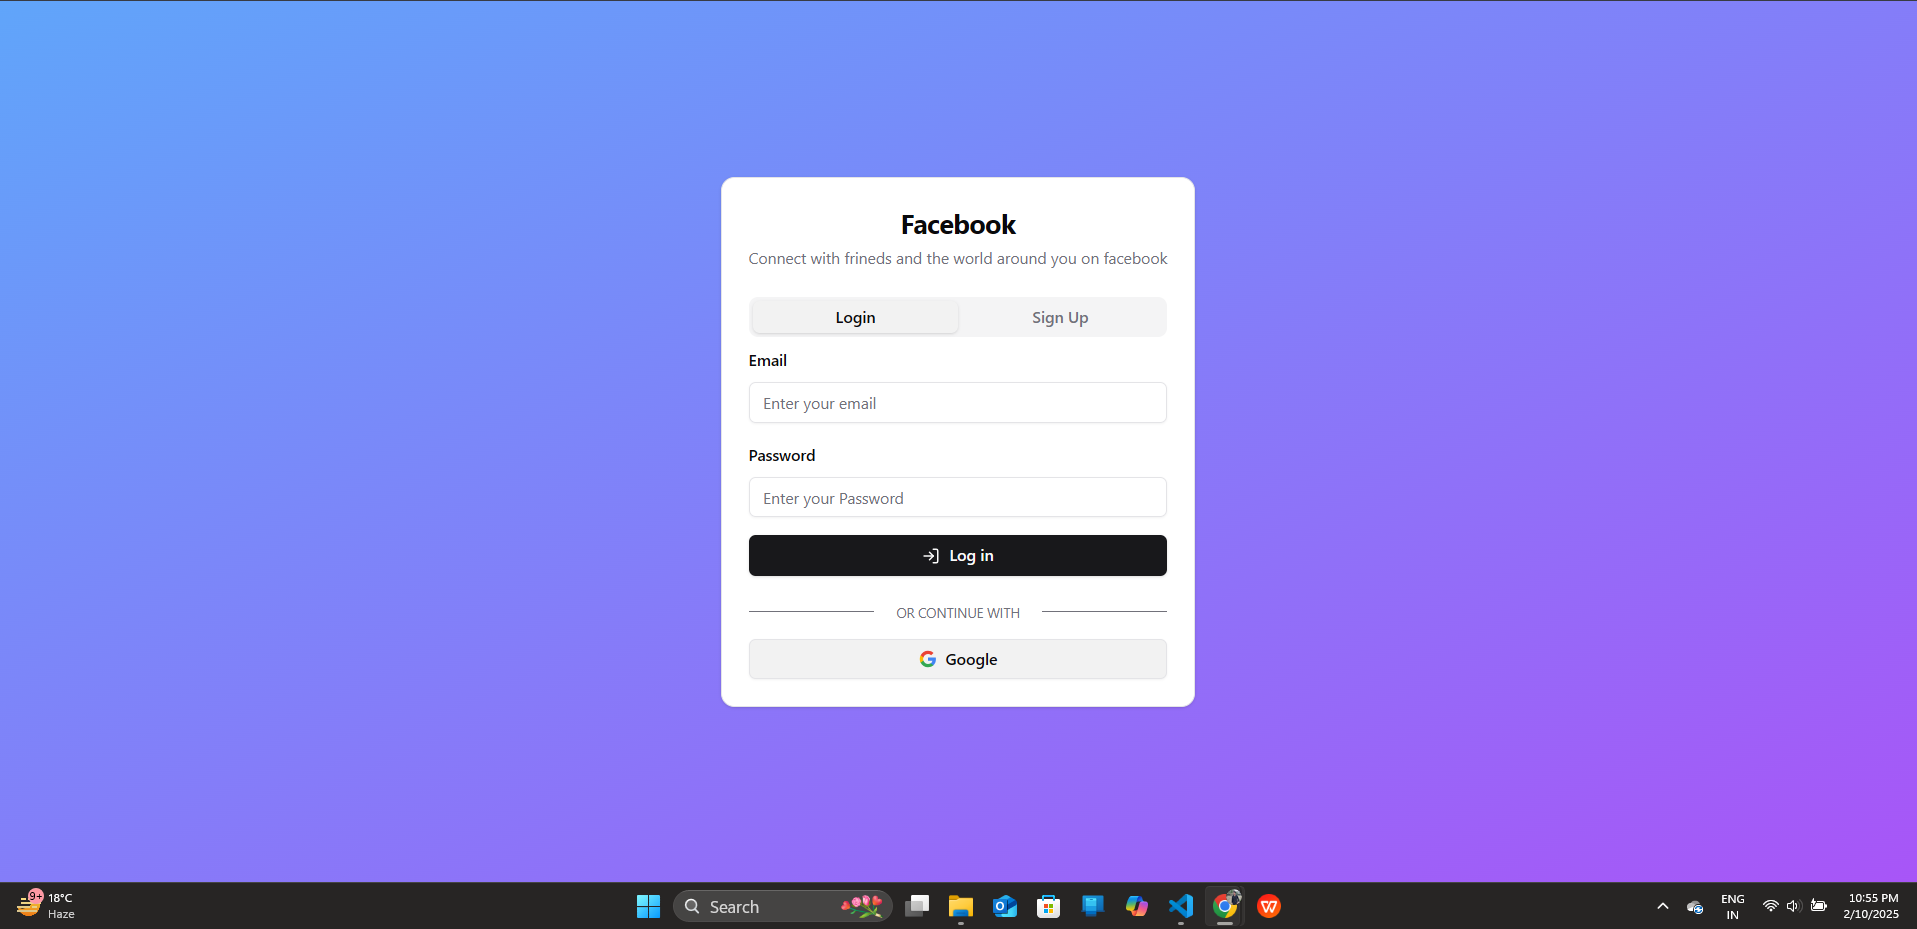 Facebook
Connect with frineds and the world around you on facebook
Login
Sign Up
Email
Enter your email
Password
Enter your Password
Log in
OR CONTINUE WITH
Google
9+
18°C
Haze
Search
ENG
IN
10:55 PM
2/10/2025